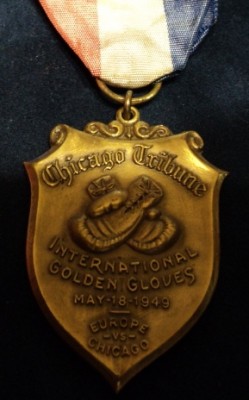 Chicago Tribune
INTERNATIONAL
GOLDEN GLOVES
MAY-18-1949
EUROPE
-VS-
CHICAGO